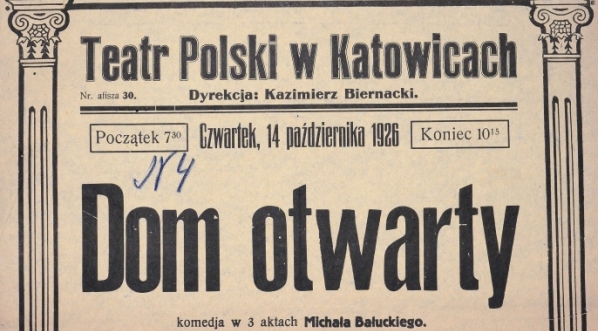 Teatr Polski w Katowicach
Nr. afisza 30. Dyrekcja: Kazimierz Biernacki.
Początek 7³⁰ Czwartek, 14 października 1926 Koniec 10¹⁵
N 4
Dom otwarty
komedja w 3 aktach Michała Bałuckiego.